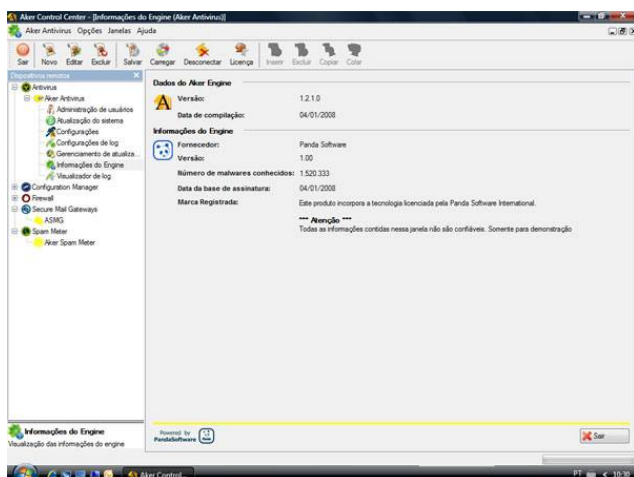 Aker Control Center - [Informações do Engine (Aker Antivirus)]
Aker Antivirus Opções Janelas Ajuda
Sair Novo Editar Excluir Salvar Carregar Desconectar Licença Inserir Excluir Copiar Colar
Dispositivos remotos
Antivirus
Aker Antivirus
Administração de usuários
Atualização do sistema
Configurações
Configurações de log
Gerenciamento de atualiza...
Informações do Engine
Visualizador de log
Configuration Manager
Firewall
Secure Mail Gateways
ASMG
Spam Meter
Aker Spam Meter
Dados do Aker Engine
Versão: 1.2.1.0
Data de compilação: 04/01/2008
Informações do Engine
Fornecedor: Panda Software
Versão: 1.00
Número de malwares conhecidos: 1.520.333
Data da base de assinatura: 04/01/2008
Marca Registrada: Este produto incorpora a tecnologia licenciada pela Panda Software International.
*** Atenção ***
Todas as informações contidas nessa janela não são confiáveis. Somente para demonstração
Informações do Engine
Visualização das informações do engine
Powered by
PandaSoftware
Sair
Aker Control...
PT
10:30